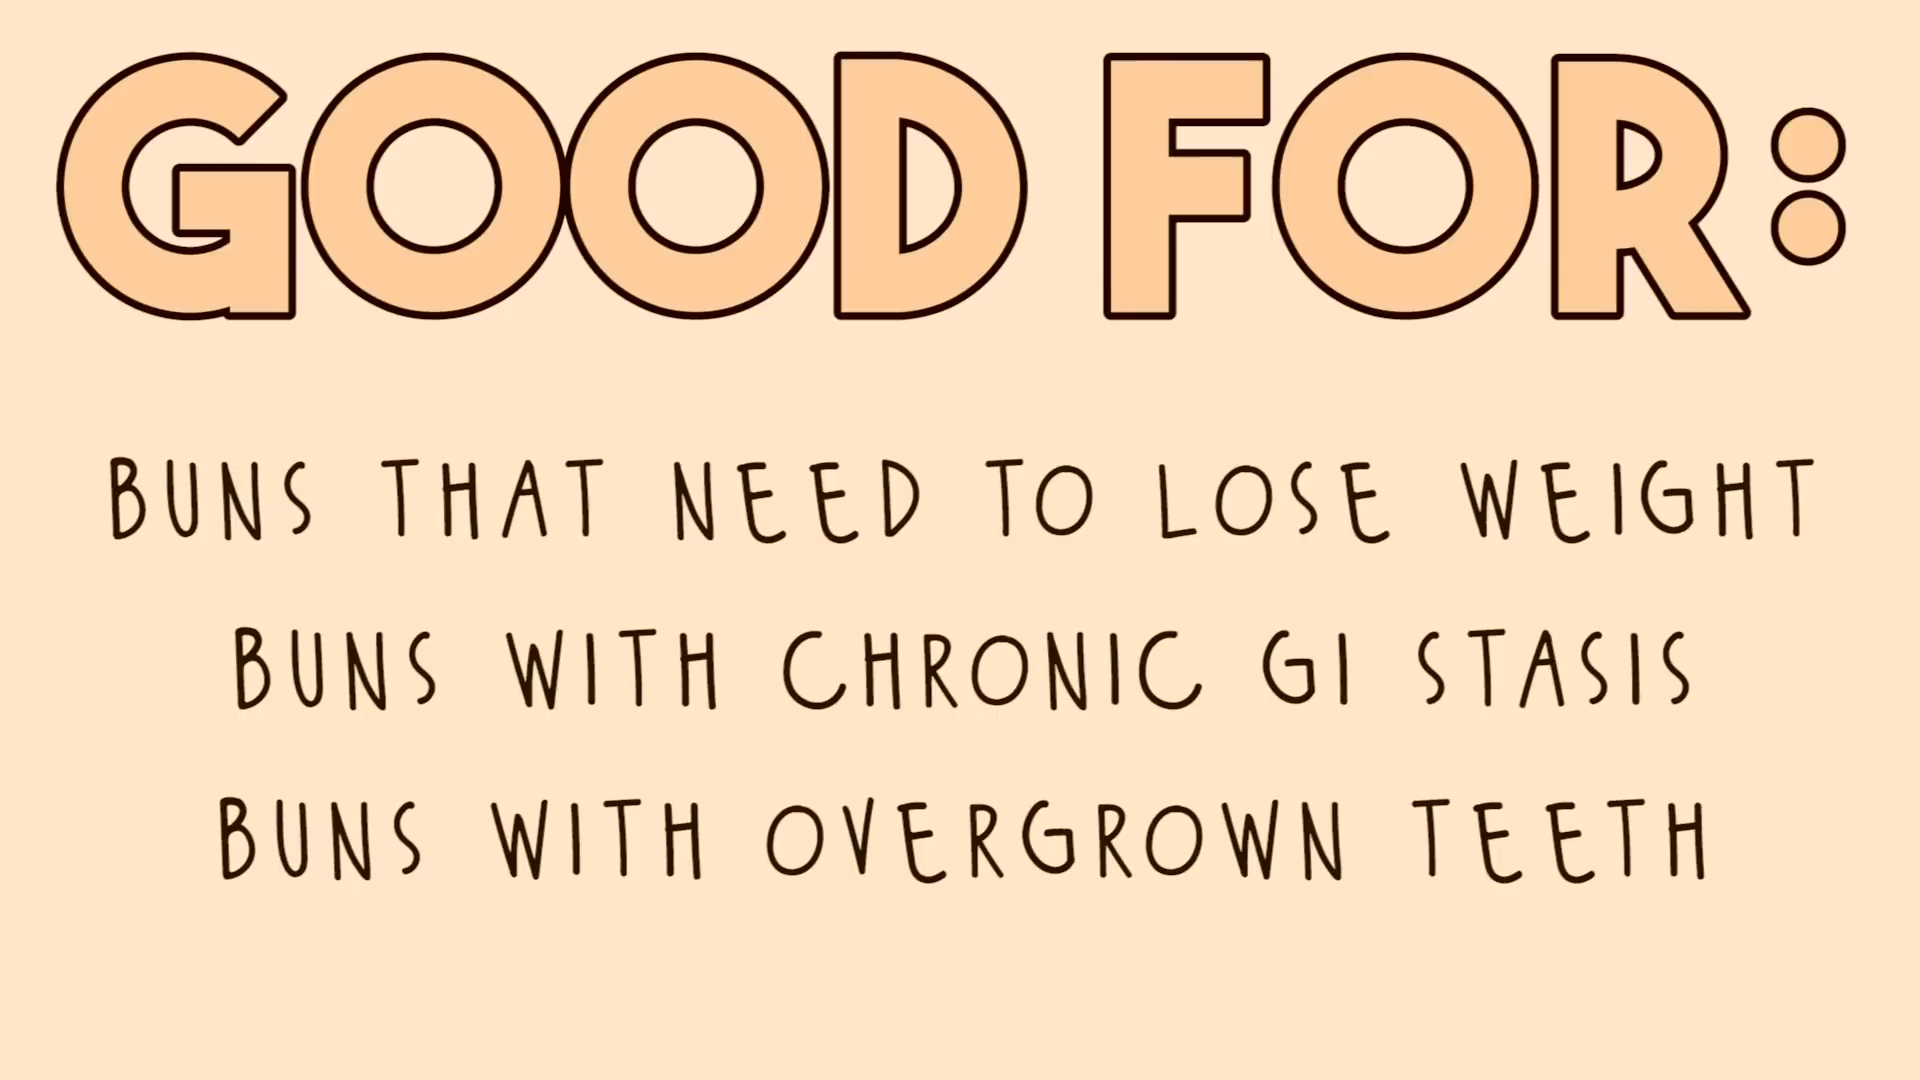 GOOD FOR:
BUNS THAT NEED TO LOSE WEIGHT
BUNS WITH CHRONIC GI STASIS
BUNS WITH OVERGROWN TEETH